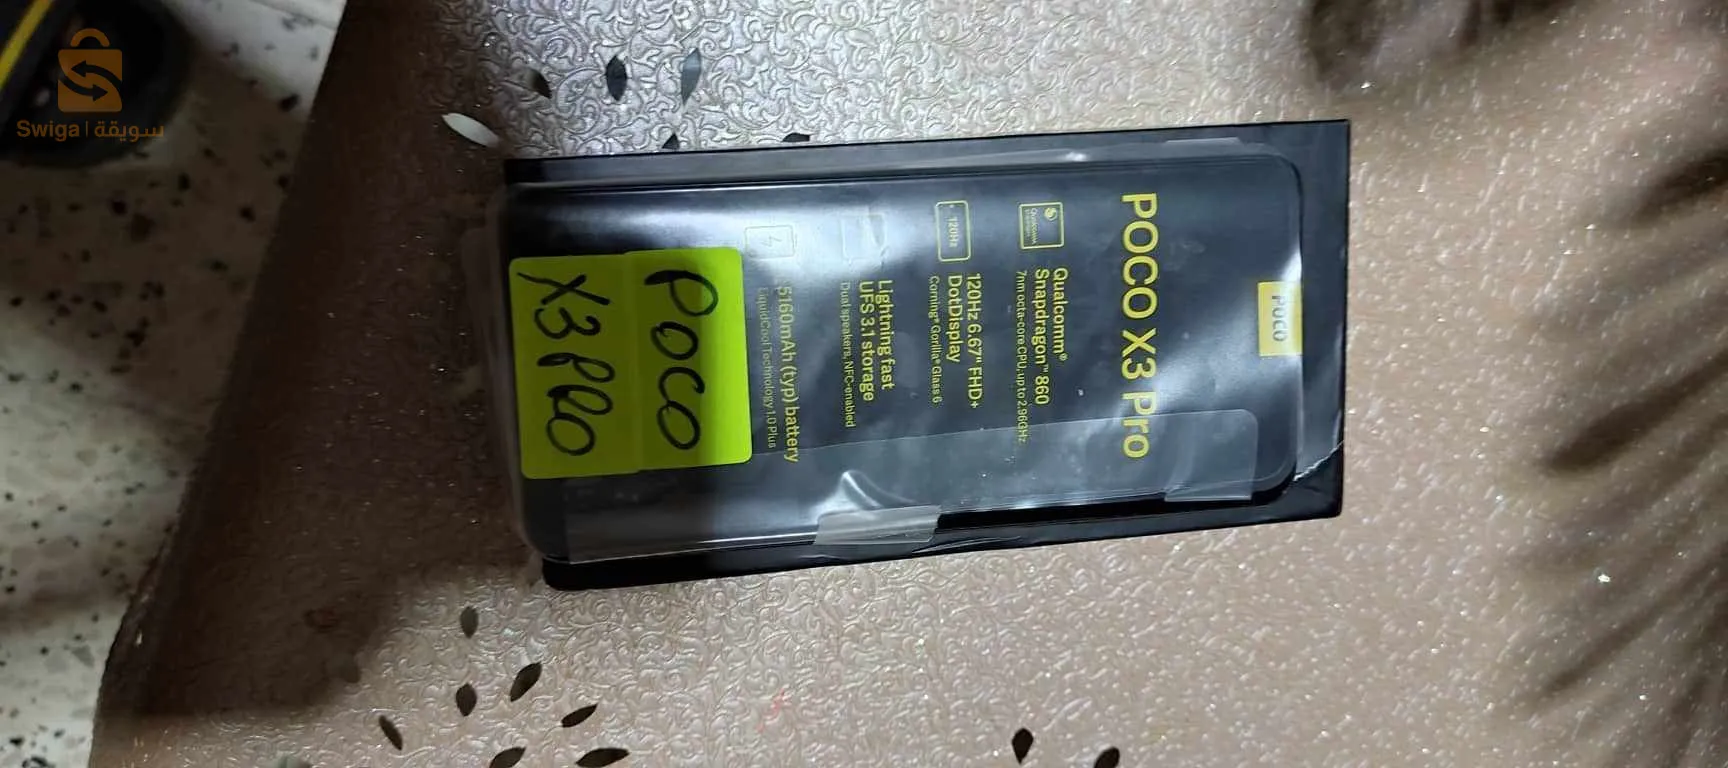 Swiga | سويقة
POCO
POCO X3 Pro
Qualcomm®
Snapdragon™ 860
7nm octa-core CPU, up to 2.96GHz
120Hz
120Hz 6.67" FHD+
DotDisplay
Corning® Gorilla® Glass 6
Lightning fast
UFS 3.1 storage
Dual speakers, NFC-enabled
5160mAh (typ) battery
LiquidCool Technology 1.0 Plus
POCO
X3 PRO